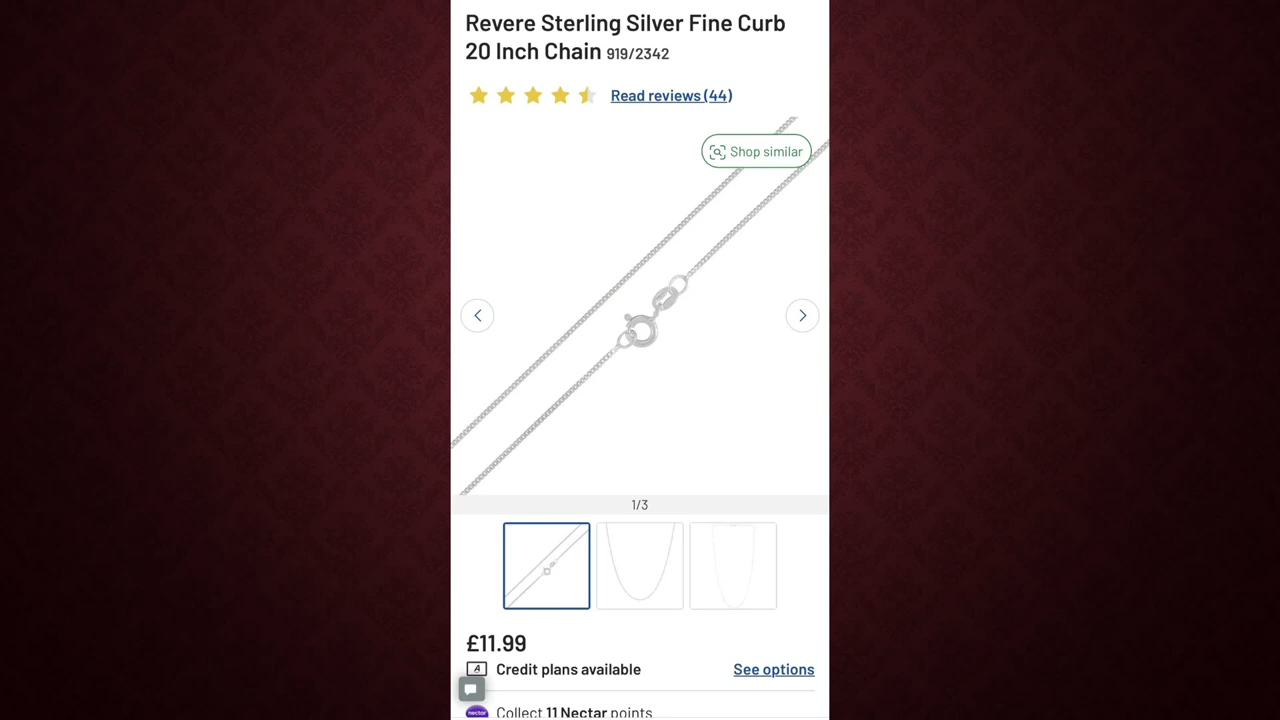 Revere Sterling Silver Fine Curb
20 Inch Chain 919/2342
Read reviews (44)
Shop similar
1/3
£11.99
Credit plans available
See options
nectar
Collect 11 Nectar points